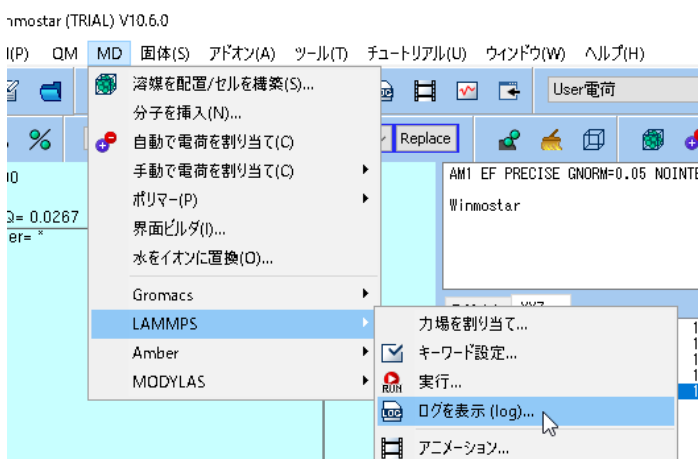 nmostar (TRIAL) V10.6.0
(P) QM MD 固体(S) アドオン(A) ツール(T) チュートリアル(U) ウィンドウ(W) ヘルプ(H)
溶媒を配置/セルを構築(S)...
User電荷
分子を挿入(N)...
自動で電荷を割り当て(C)
% Replace
手動で電荷を割り当て(C)
AM1 EF PRECISE GNORM=0.05 NOINTE
ポリマー(P)
Winmostar
= 0.0267
界面ビルダ(I)...
er= *
水をイオンに置換(O)...
Gromacs
LAMMPS
力場を割り当て...
Amber
キーワード設定...
MODYLAS
RUN 実行...
LOG ログを表示 (log)...
アニメーション...